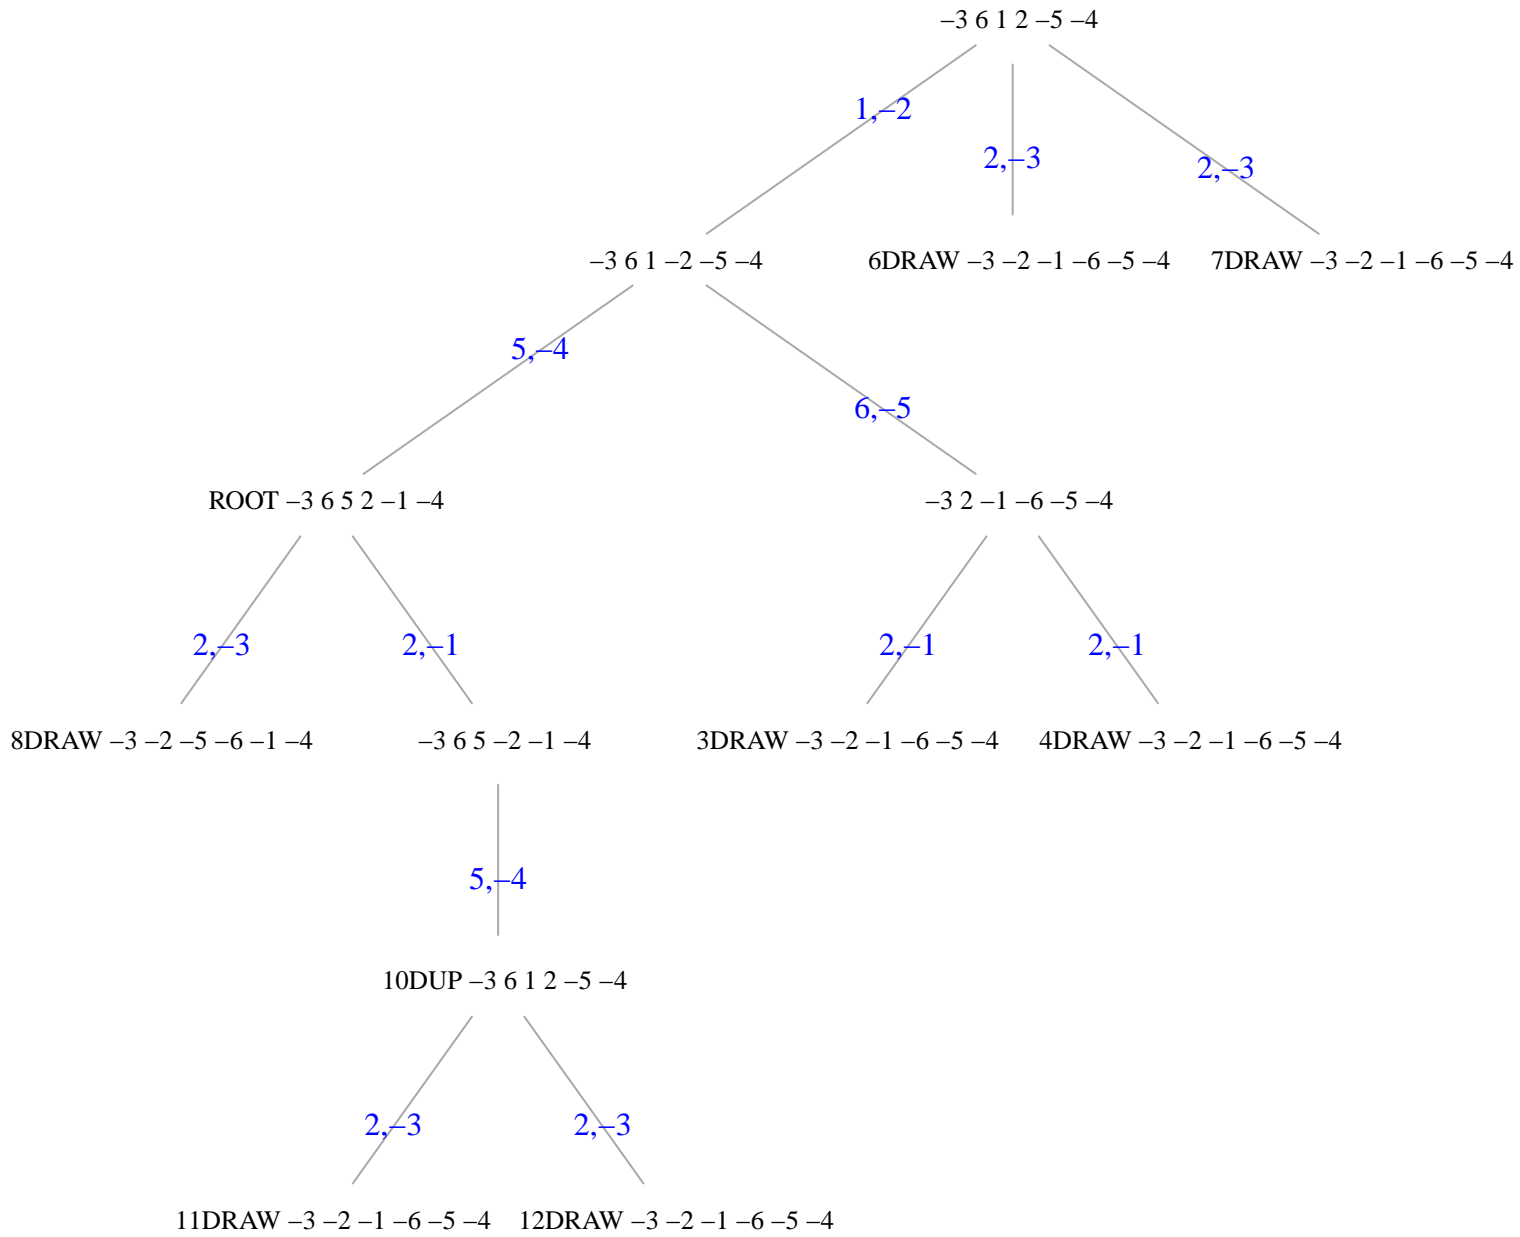 –3 6 1 2 –5 –4
1,–2
2,–3
2,–3
–3 6 1 –2 –5 –4
6DRAW –3 –2 –1 –6 –5 –4
7DRAW –3 –2 –1 –6 –5 –4
5,–4
6,–5
ROOT –3 6 5 2 –1 –4
–3 2 –1 –6 –5 –4
2,–3
2,–1
2,–1
2,–1
8DRAW –3 –2 –5 –6 –1 –4
–3 6 5 –2 –1 –4
3DRAW –3 –2 –1 –6 –5 –4
4DRAW –3 –2 –1 –6 –5 –4
5,–4
10DUP –3 6 1 2 –5 –4
2,–3
2,–3
11DRAW –3 –2 –1 –6 –5 –4
12DRAW –3 –2 –1 –6 –5 –4